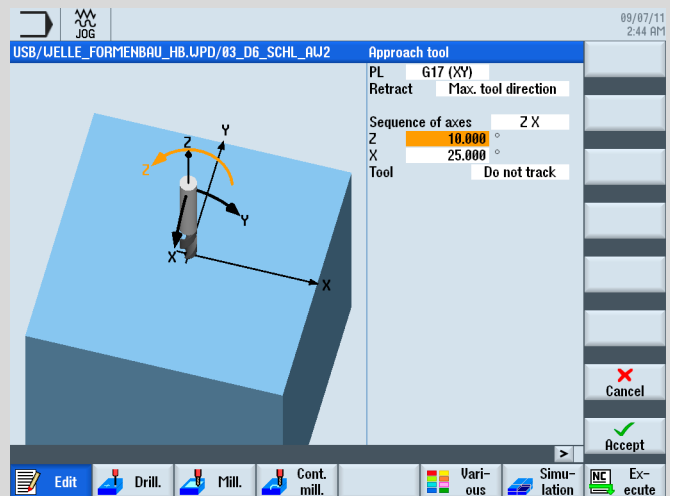 09/07/11
2:44 AM
JOG
USB/WELLE_FORMENBAU_HB.WPD/03_D6_SCHL_AW2
Approach tool
PL G17 (XY)
Retract Max. tool direction
Sequence of axes Z X
Z 10.000 °
X 25.000 °
Tool Do not track
Z
Y
Z
Y
X
Y
X
Cancel
Accept
>
Edit
Drill.
Mill.
Cont.
mill.
Vari-
ous
Simu-
lation
NC
Ex-
ecute